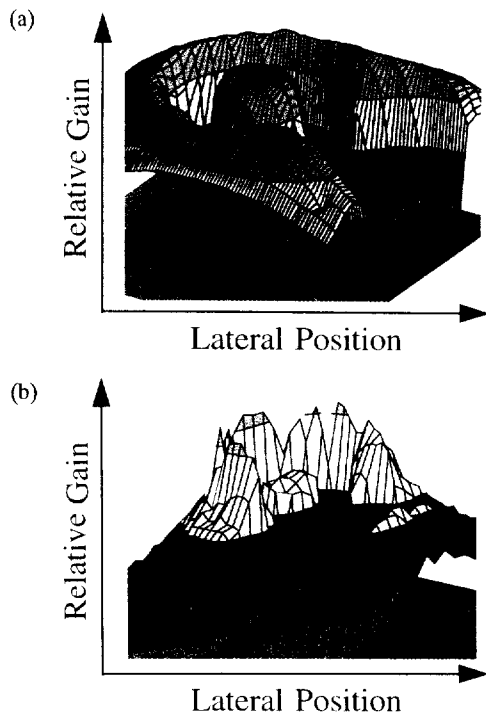 (a)
Relative Gain
Lateral Position
(b)
Relative Gain
Lateral Position